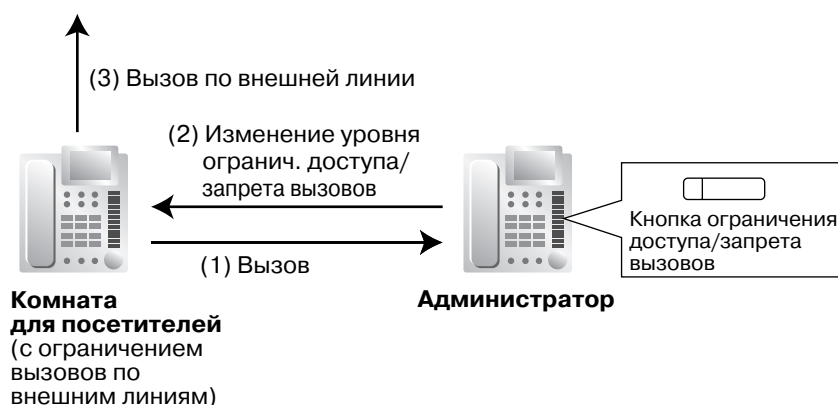 (3) Вызов по внешней линии
(2) Изменение уровня
огранич. доступа/
запрета вызовов
(1) Вызов
Кнопка ограничения
доступа/запрета
вызовов
Комната
для посетителей
(с ограничением
вызовов по
внешним линиям)
Администратор